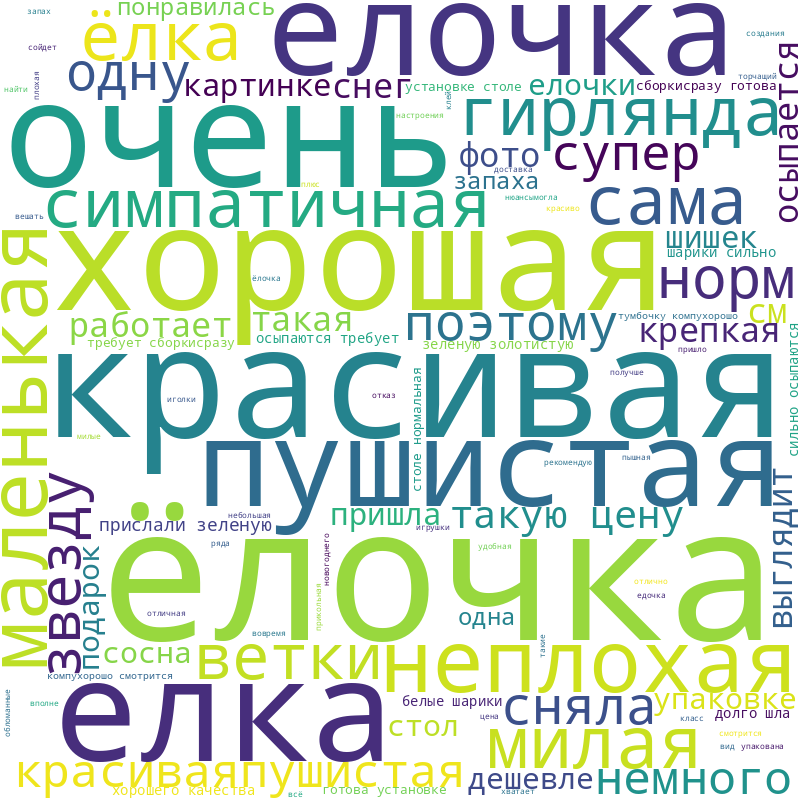 запах
понравилась
ёлка
елочка
создания
сойдет
одну
торчащий
найти
плохая
картинке
снег
установке столе
елочки
сборкисразу готова
осыпается
очень
клей
настроения
гирлянда
фото
супер
доставка
запаха
плюс
симпатичная
нюансымогла
красиво
сама
вешать
маленькая
хорошая
шишек
шарики сильно
ёлочка
норм
работает
такая
поэтому
см
тумбочку компухорошо
крепкая
требует сборкисразу
осыпаются требует
зеленую золотистую
пришло
сильно осыпаются
красивая
получше
иголки
отказ
столе нормальная
милые
пушистая
рекомендую
пышная
звезду
выглядит
небольшая
прислали зеленую
пришла
игрушки
такую цену
ёлочка
ряда
новогоднего
удобная
подарок
отлично
прикольная
едочка
отличная
одна
вовремя
такие
сосна
ветки
неплохая
компухорошо смотрится
елка
обломанные
вполне
белые шарики
сняла
упаковке
цена
класс
долго шла
стол
милая
смотрится
вид
упакована
красиваяпушистая
дешевле
немного
хорошего качества
всё
готова установке
хватает